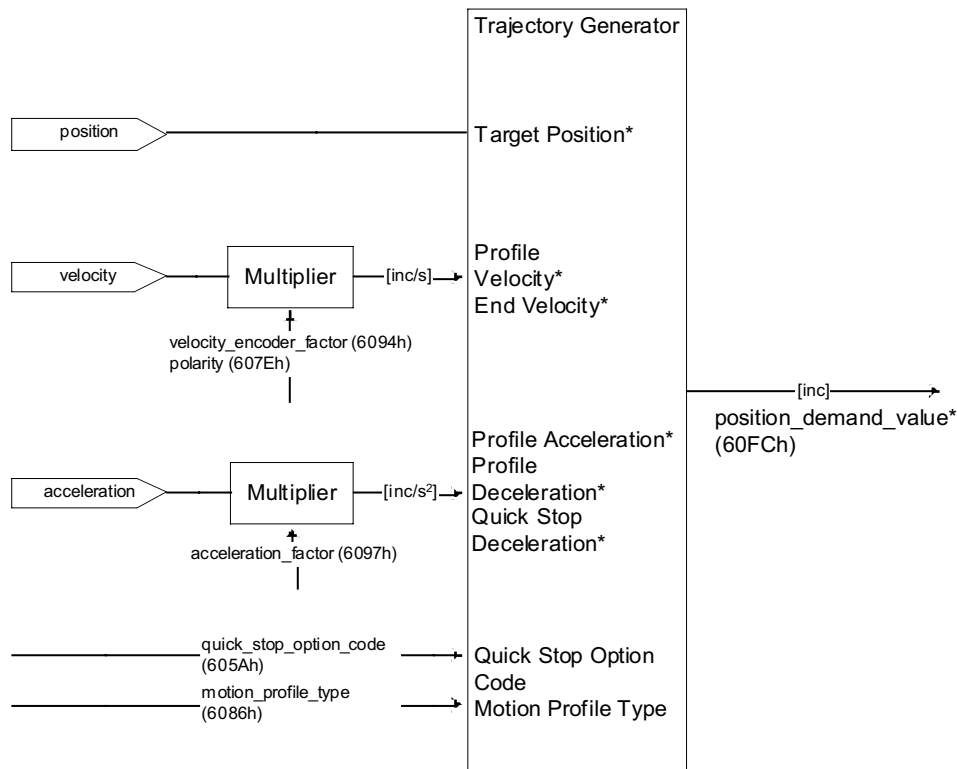 Trajectory Generator
position
Target Position*
velocity
Multiplier
[inc/s]
Profile
Velocity*
End Velocity*
velocity_encoder_factor (6094h)
polarity (607Eh)
[inc]
position_demand_value*
(60FCh)
acceleration
Multiplier
[inc/s²]
Profile Acceleration*
Profile
Deceleration*
Quick Stop
Deceleration*
acceleration_factor (6097h)
quick_stop_option_code
(605Ah)
Quick Stop Option
Code
motion_profile_type
(6086h)
Motion Profile Type